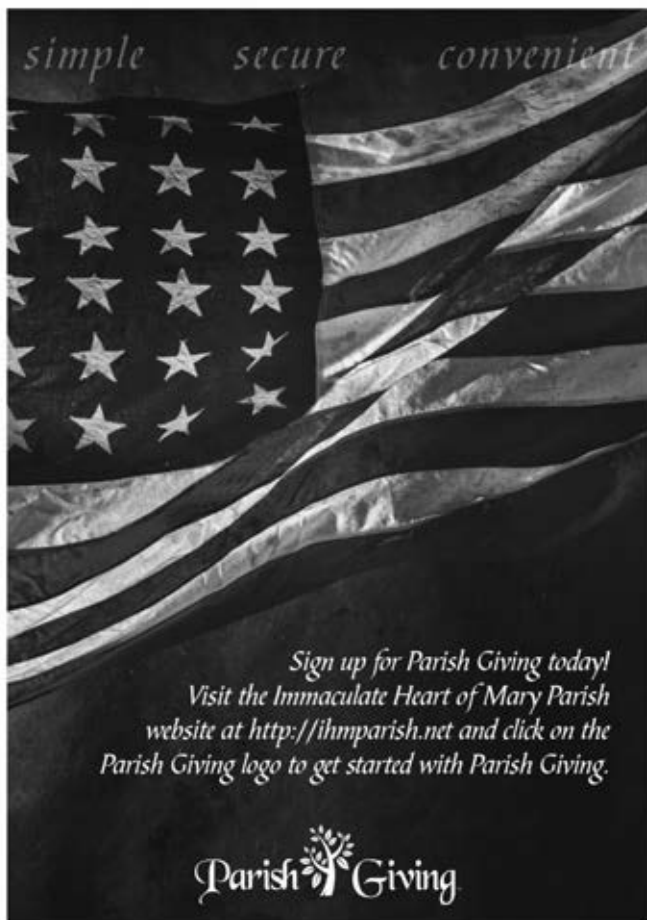 simple secure convenient
Sign up for Parish Giving today!
Visit the Immaculate Heart of Mary Parish
website at http://ihmparish.net and click on the
Parish Giving logo to get started with Parish Giving.
Parish Giving